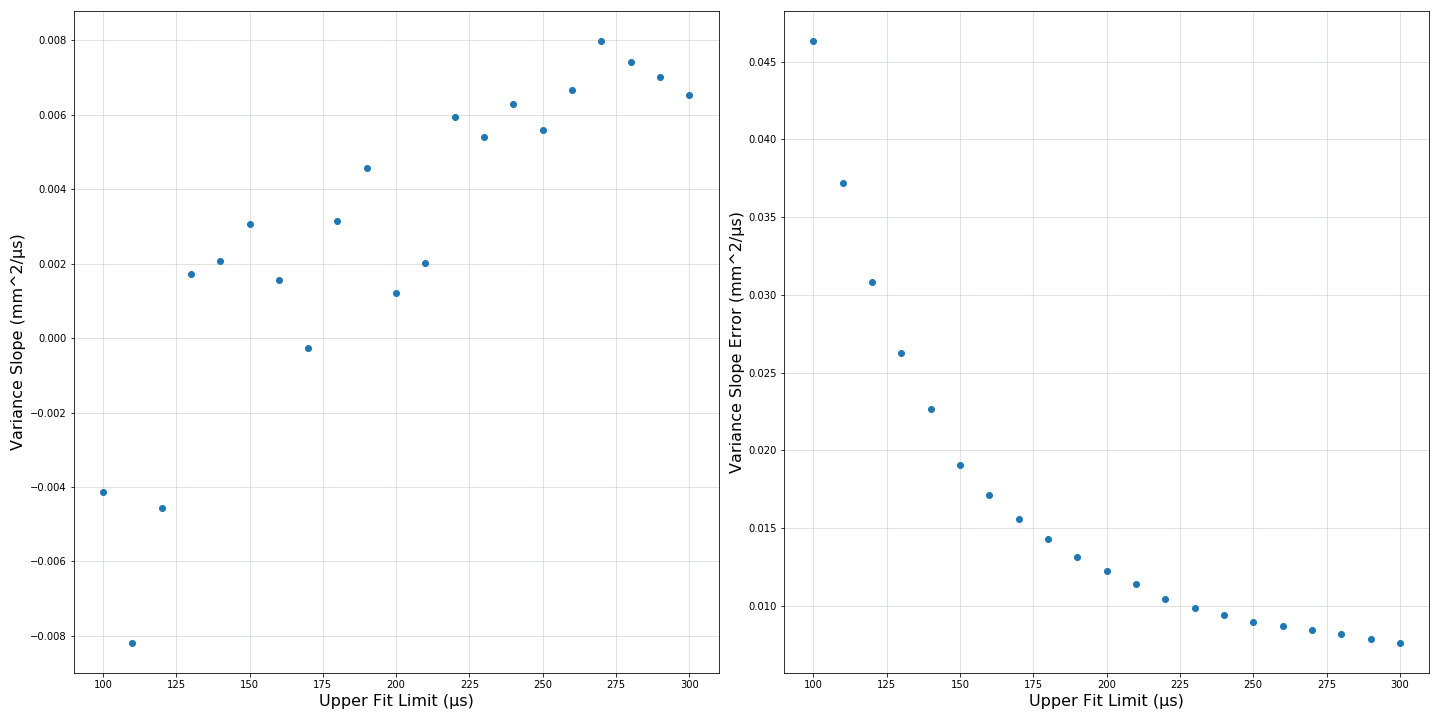 0.008
0.006
0.004
0.002
0.000
−0.002
−0.004
−0.006
−0.008
Variance Slope (mm^2/μs)
100 125 150 175 200 225 250 275 300
Upper Fit Limit (μs)
0.045
0.040
0.035
0.030
0.025
0.020
0.015
0.010
Variance Slope Error (mm^2/μs)
100 125 150 175 200 225 250 275 300
Upper Fit Limit (μs)